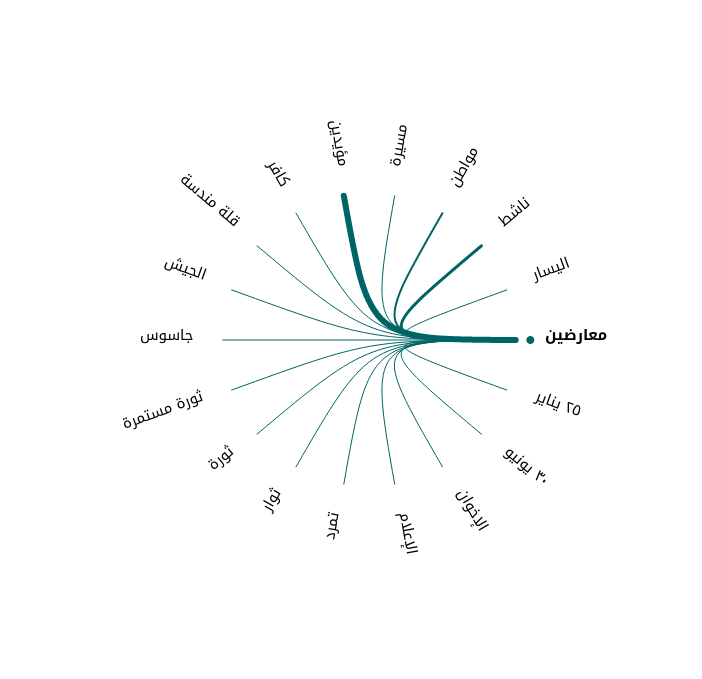 معارضين
اليسار
ناشط
مواطن
مسيرة
مؤيدين
كافر
قلة مندسة
الجيش
جاسوس
ثورة مستمرة
ثورة
ثوار
تمرد
الإعلام
الإخوان
٣٠ يونيو
٢٥ يناير